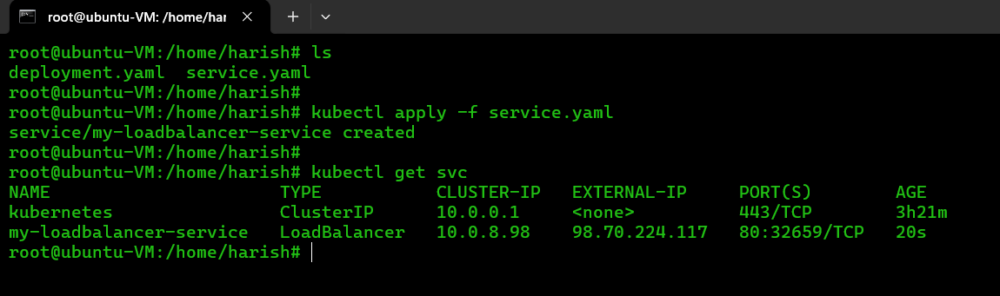 root@ubuntu-VM: /home/har
root@ubuntu-VM:/home/harish# ls
deployment.yaml  service.yaml
root@ubuntu-VM:/home/harish#
root@ubuntu-VM:/home/harish# kubectl apply -f service.yaml
service/my-loadbalancer-service created
root@ubuntu-VM:/home/harish#
root@ubuntu-VM:/home/harish# kubectl get svc
NAME                      TYPE           CLUSTER-IP   EXTERNAL-IP     PORT(S)        AGE
kubernetes                ClusterIP      10.0.0.1     <none>          443/TCP        3h21m
my-loadbalancer-service   LoadBalancer   10.0.8.98    98.70.224.117   80:32659/TCP   20s
root@ubuntu-VM:/home/harish#